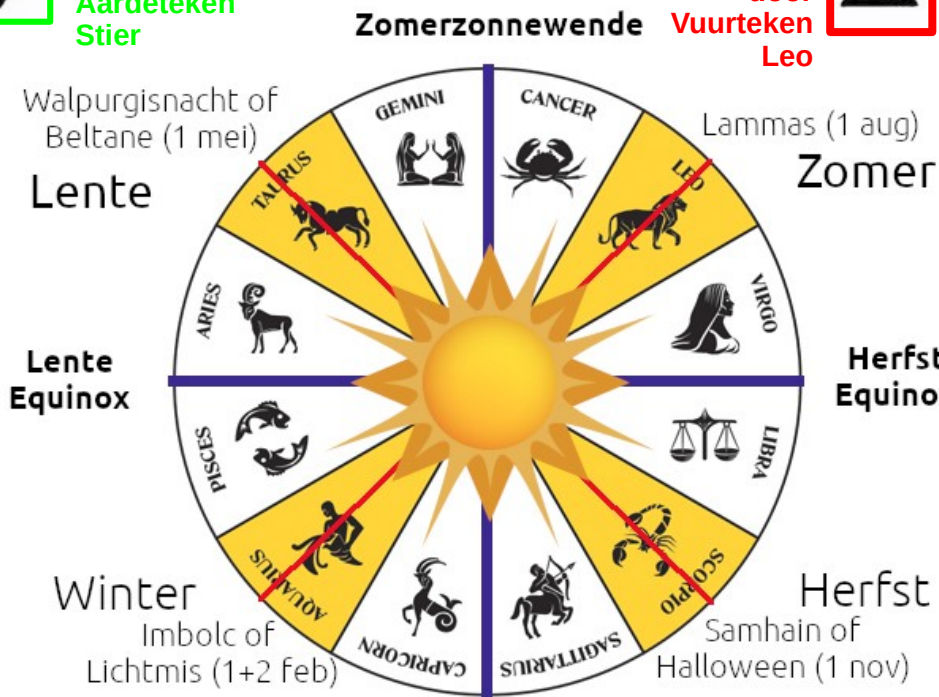 Aardeteken
Stier
Zomerzonnewende
Vuurteken
Leo
Walpurgisnacht of
Beltane (1 mei)
Lente
Lammas (1 aug)
Zomer
GEMINI
CANCER
TAURUS
LEO
ARIES
VIRGO
Lente
Equinox
Herfst
Equino
PISCES
LIBRA
AQUARIUS
SCORPIO
CAPRICORN
SAGITTARIUS
Winter
Imbolc of
Lichtmis (1+2 feb)
Herfst
Samhain of
Halloween (1 nov)